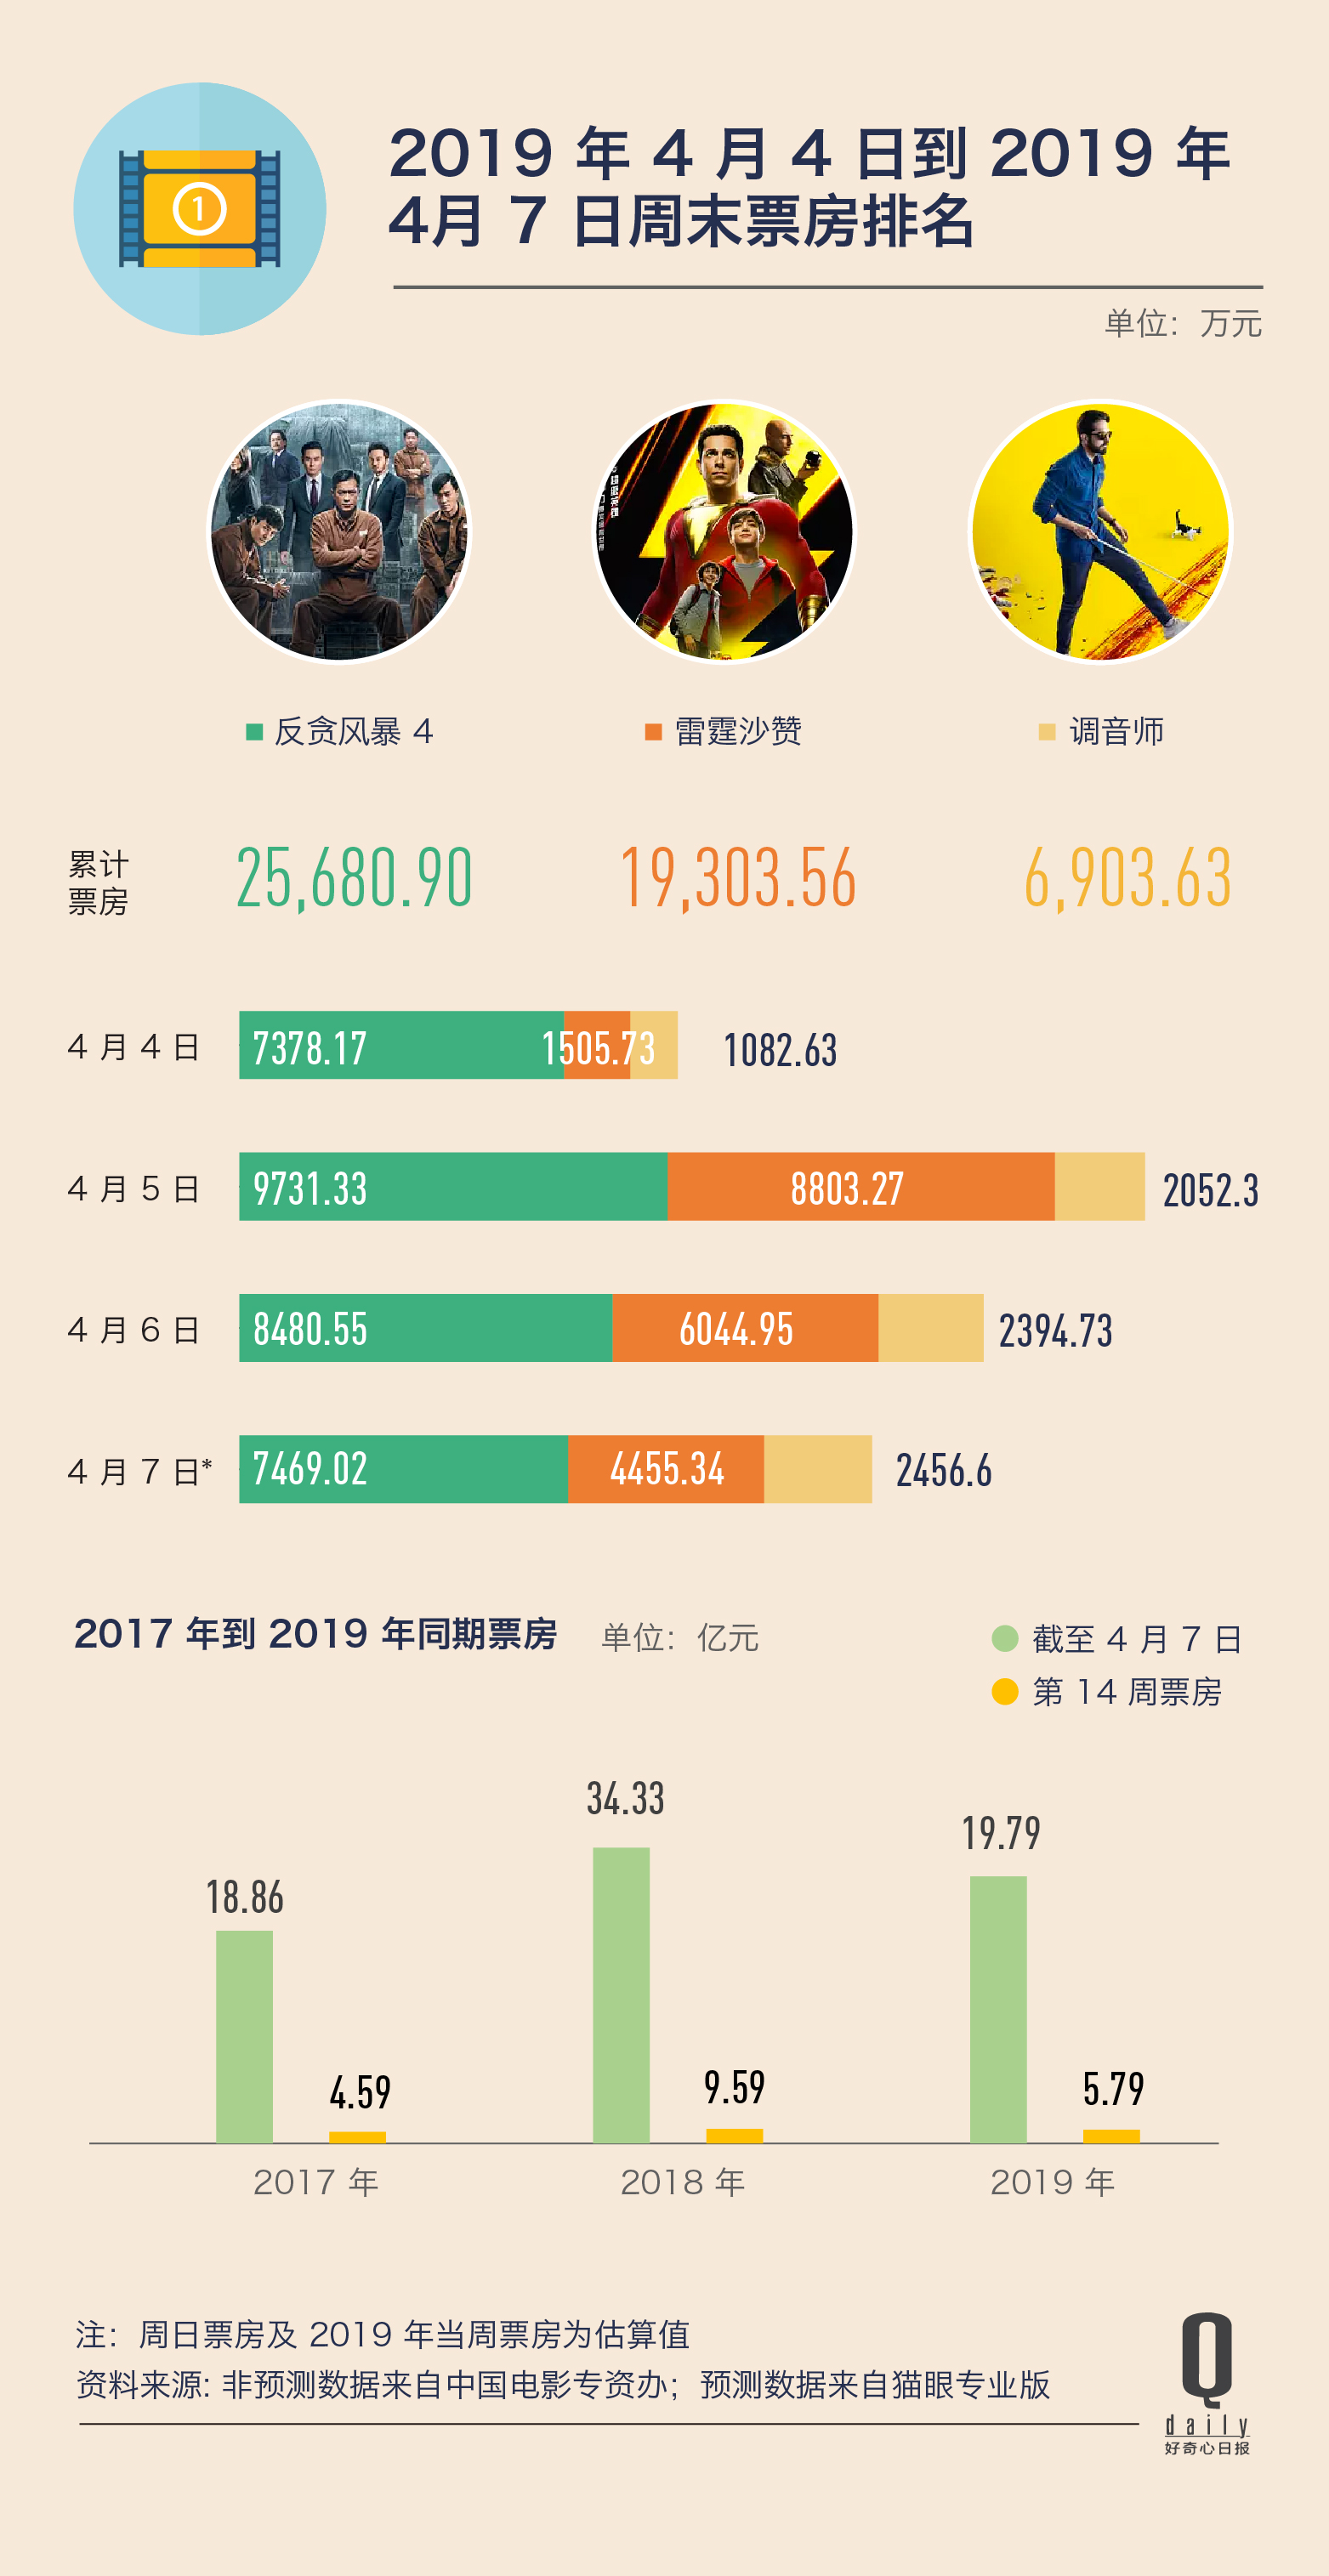 1
2019 年 4 月 4 日到 2019 年
4月 7 日周末票房排名
单位：万元
反贪风暴 4
雷霆沙赞
调音师
累计
票房
25,680.90
19,303.56
6,903.63
4 月 4 日
7378.17
1505.73
1082.63
4 月 5 日
9731.33
8803.27
2052.3
4 月 6 日
8480.55
6044.95
2394.73
4 月 7 日*
7469.02
4455.34
2456.6
2017 年到 2019 年同期票房
单位：亿元
截至 4 月 7 日
第 14 周票房
18.86
4.59
34.33
9.59
19.79
5.79
2017 年
2018 年
2019 年
注：周日票房及 2019 年当周票房为估算值
资料来源: 非预测数据来自中国电影专资办；预测数据来自猫眼专业版
Q
daily
好奇心日报